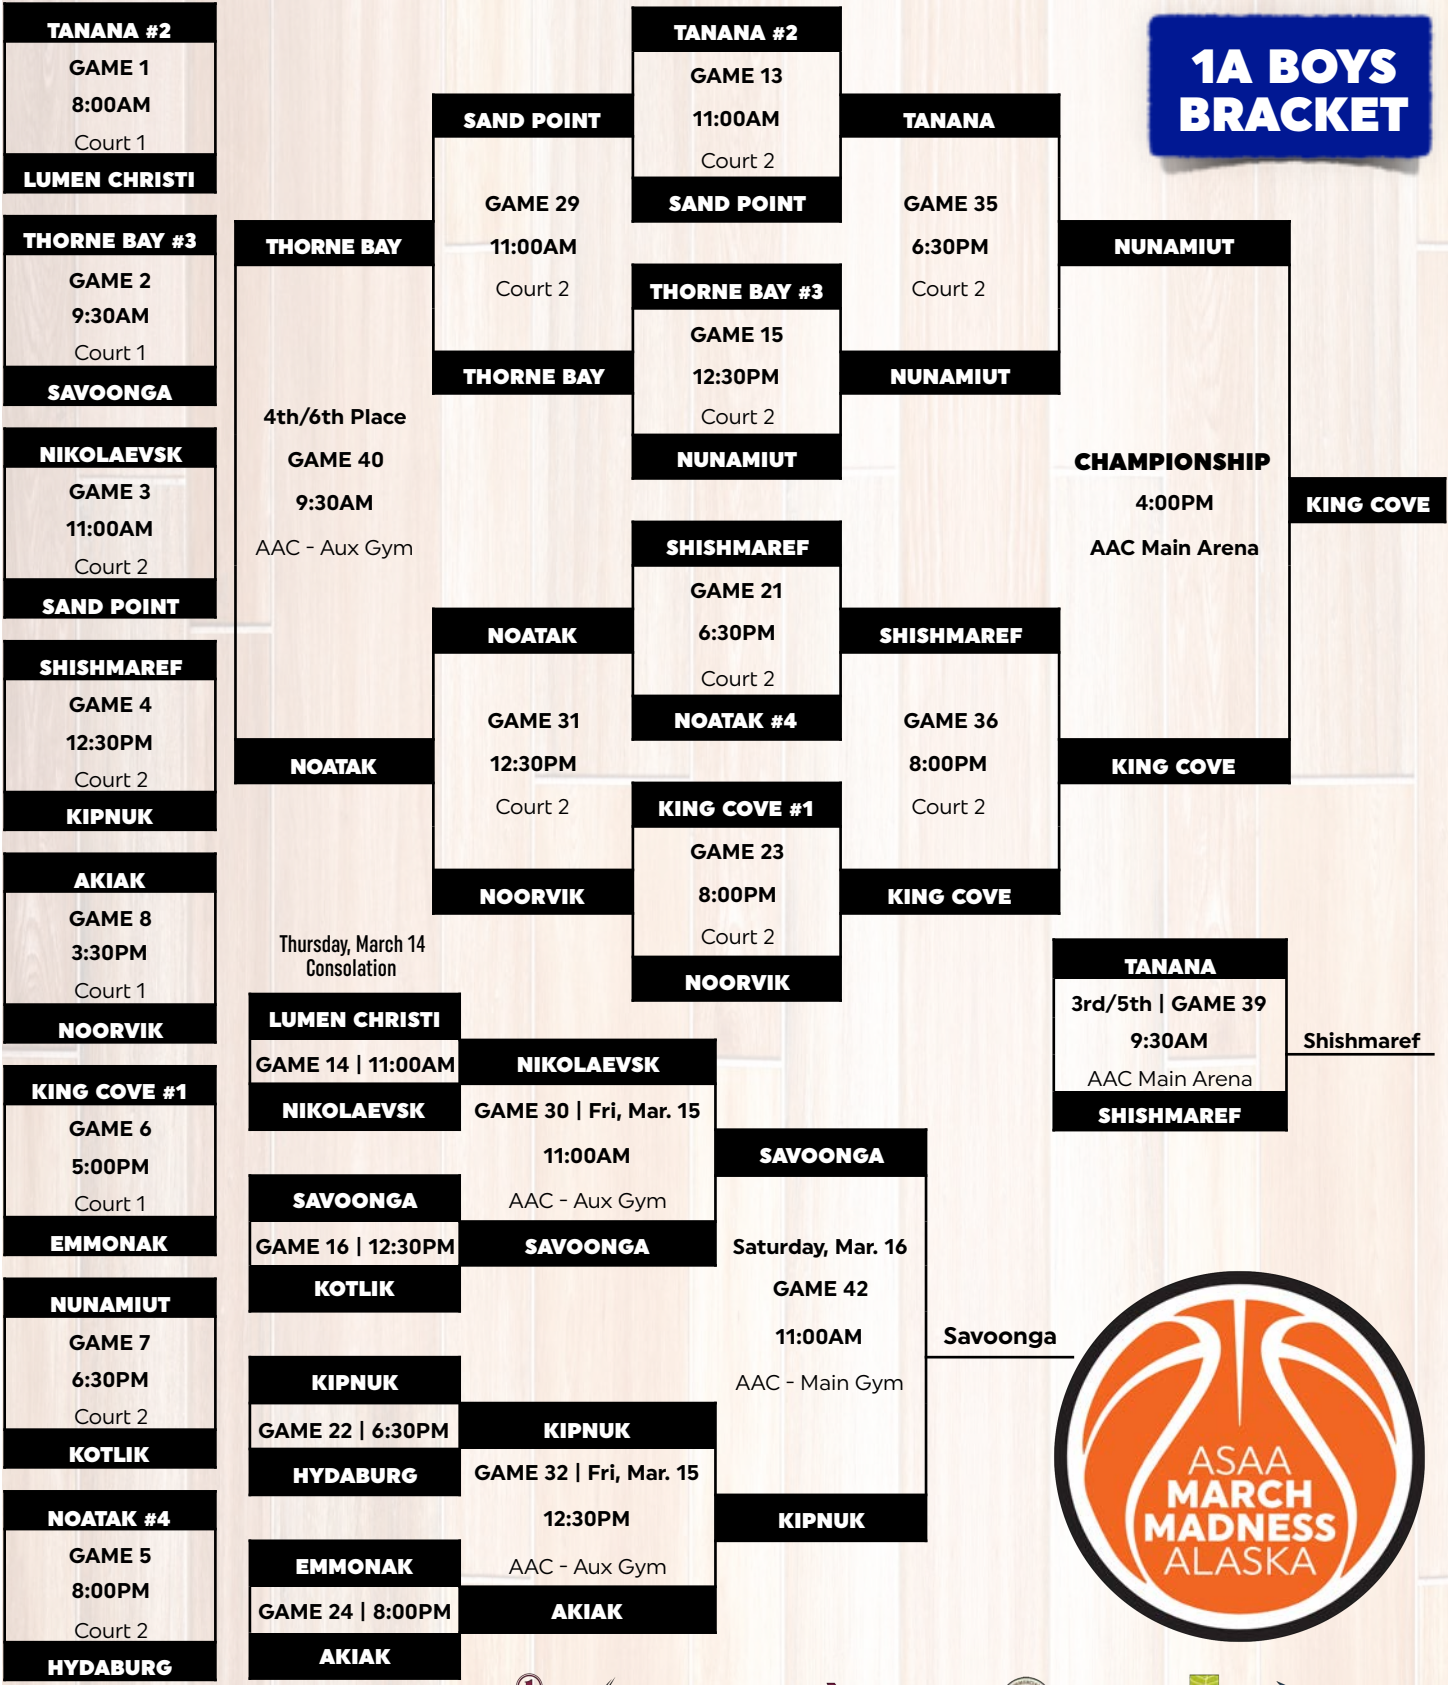 1A BOYS
BRACKET
TANANA #2
GAME 1
8:00AM
Court 1
LUMEN CHRISTI
THORNE BAY #3
GAME 2
9:30AM
Court 1
SAVOONGA
NIKOLAEVSK
GAME 3
11:00AM
Court 2
SAND POINT
SHISHMAREF
GAME 4
12:30PM
Court 2
KIPNUK
AKIAK
GAME 8
3:30PM
Court 1
NOORVIK
KING COVE #1
GAME 6
5:00PM
Court 1
EMMONAK
NUNAMIUT
GAME 7
6:30PM
Court 2
KOTLIK
NOATAK #4
GAME 5
8:00PM
Court 2
HYDABURG
THORNE BAY
4th/6th Place
GAME 40
9:30AM
AAC - Aux Gym
NOATAK
SAND POINT
GAME 29
11:00AM
Court 2
THORNE BAY
NOATAK
GAME 31
12:30PM
Court 2
NOORVIK
TANANA #2
GAME 13
11:00AM
Court 2
SAND POINT
THORNE BAY #3
GAME 15
12:30PM
Court 2
NUNAMIUT
SHISHMAREF
GAME 21
6:30PM
Court 2
NOATAK #4
KING COVE #1
GAME 23
8:00PM
Court 2
NOORVIK
TANANA
GAME 35
6:30PM
Court 2
NUNAMIUT
SHISHMAREF
GAME 36
8:00PM
Court 2
KING COVE
NUNAMIUT
CHAMPIONSHIP
4:00PM
AAC Main Arena
KING COVE
KING COVE
TANANA
3rd/5th | GAME 39
9:30AM
AAC Main Arena
SHISHMAREF
Shishmaref
Thursday, March 14
Consolation
LUMEN CHRISTI
GAME 14 | 11:00AM
NIKOLAEVSK
SAVOONGA
GAME 16 | 12:30PM
KOTLIK
KIPNUK
GAME 22 | 6:30PM
HYDABURG
EMMONAK
GAME 24 | 8:00PM
AKIAK
NIKOLAEVSK
GAME 30 | Fri, Mar. 15
11:00AM
AAC - Aux Gym
SAVOONGA
KIPNUK
GAME 32 | Fri, Mar. 15
12:30PM
AAC - Aux Gym
AKIAK
SAVOONGA
Saturday, Mar. 16
GAME 42
11:00AM
AAC - Main Gym
KIPNUK
Savoonga
ASAA
MARCH
MADNESS
ALASKA